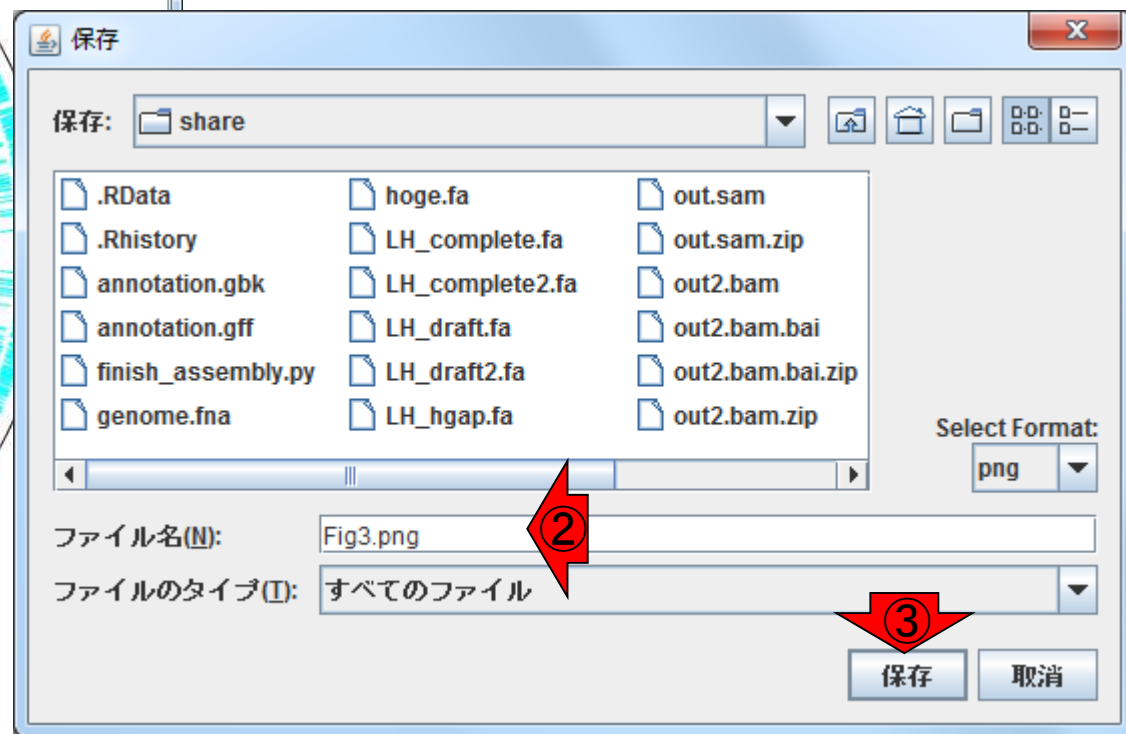 保存
保存: share
.RData hoge.fa out.sam
.Rhistory LH_complete.fa out.sam.zip
annotation.gbk LH_complete2.fa out2.bam
annotation.gff LH_draft.fa out2.bam.bai
finish_assembly.py LH_draft2.fa out2.bam.bai.zip
genome.fna LH_hgap.fa out2.bam.zip
Select Format:
png
ファイル名(N): Fig3.png ②
ファイルのタイプ(T): すべてのファイル
③
保存 取消